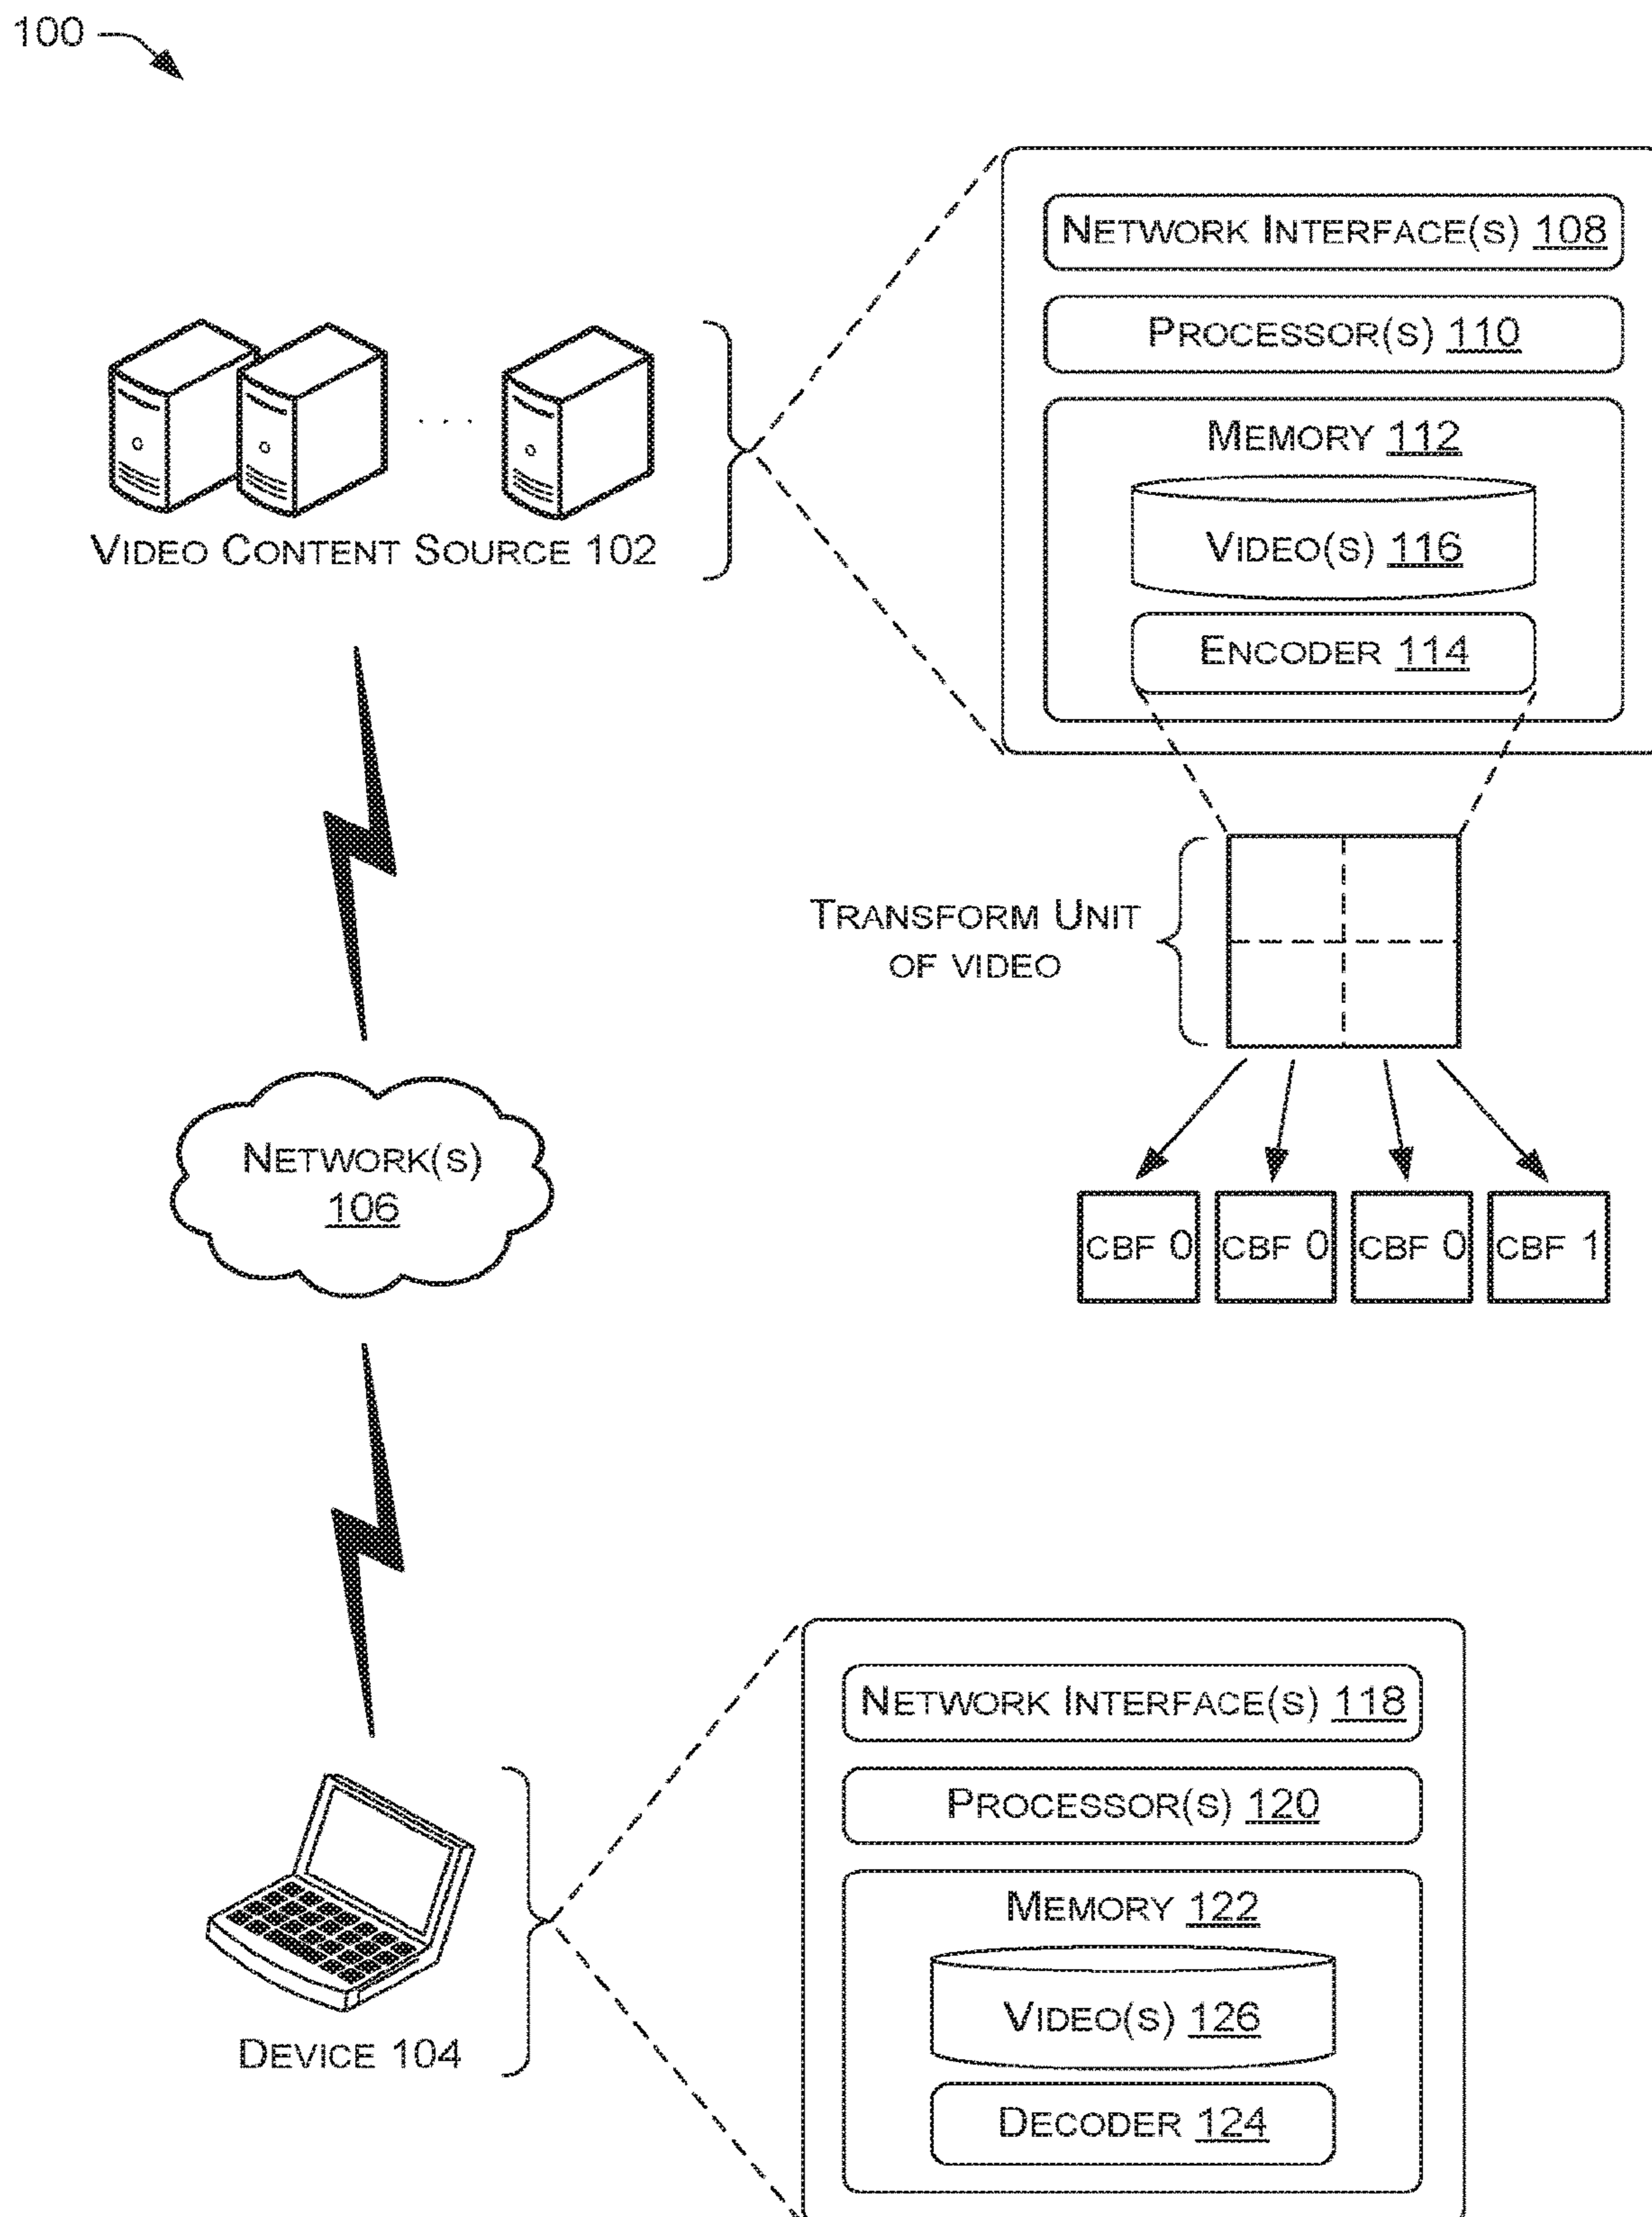 100
NETWORK INTERFACE(S) 108
PROCESSOR(S) 110
MEMORY 112
VIDEO(S) 116
ENCODER 114
VIDEO CONTENT SOURCE 102
TRANSFORM UNIT
OF VIDEO
CBF 0 CBF 0 CBF 0 CBF 1
NETWORK(S)
106
NETWORK INTERFACE(S) 118
PROCESSOR(S) 120
MEMORY 122
VIDEO(S) 126
DECODER 124
DEVICE 104